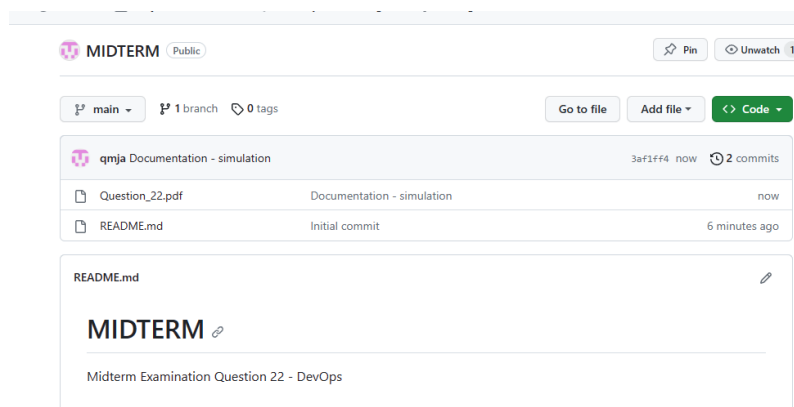 MIDTERM Public Pin Unwatch 1
main 1 branch 0 tags Go to file Add file <> Code
qmja Documentation - simulation 3af1ff4 now 2 commits
Question_22.pdf Documentation - simulation now
README.md Initial commit 6 minutes ago
README.md
MIDTERM
Midterm Examination Question 22 - DevOps